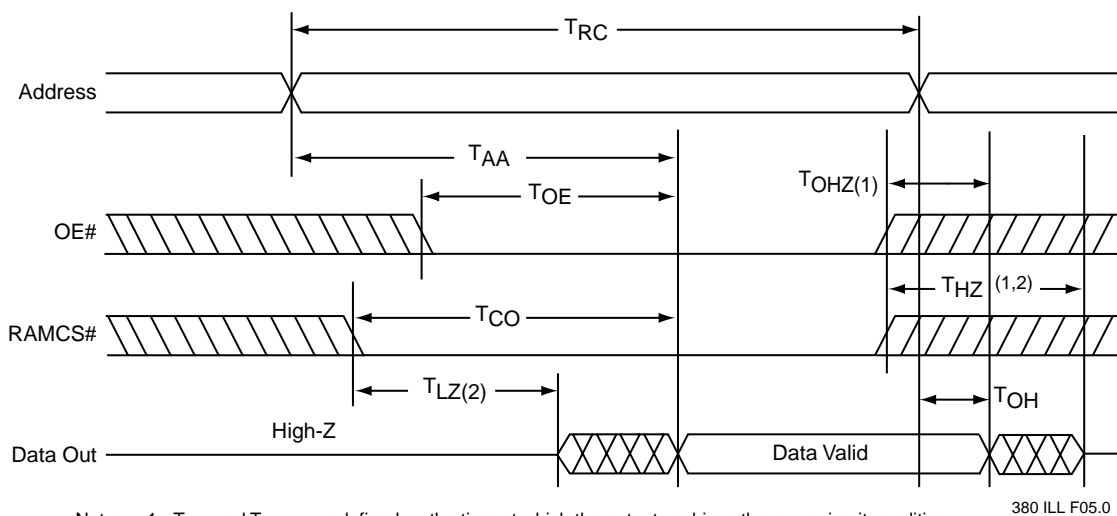 TRC
Address
TAA
TOE
TOHZ(1)
OE#
THZ (1,2)
TCO
RAMCS#
TLZ(2)
TOH
High-Z
Data Out
Data Valid
380 ILL F05.0